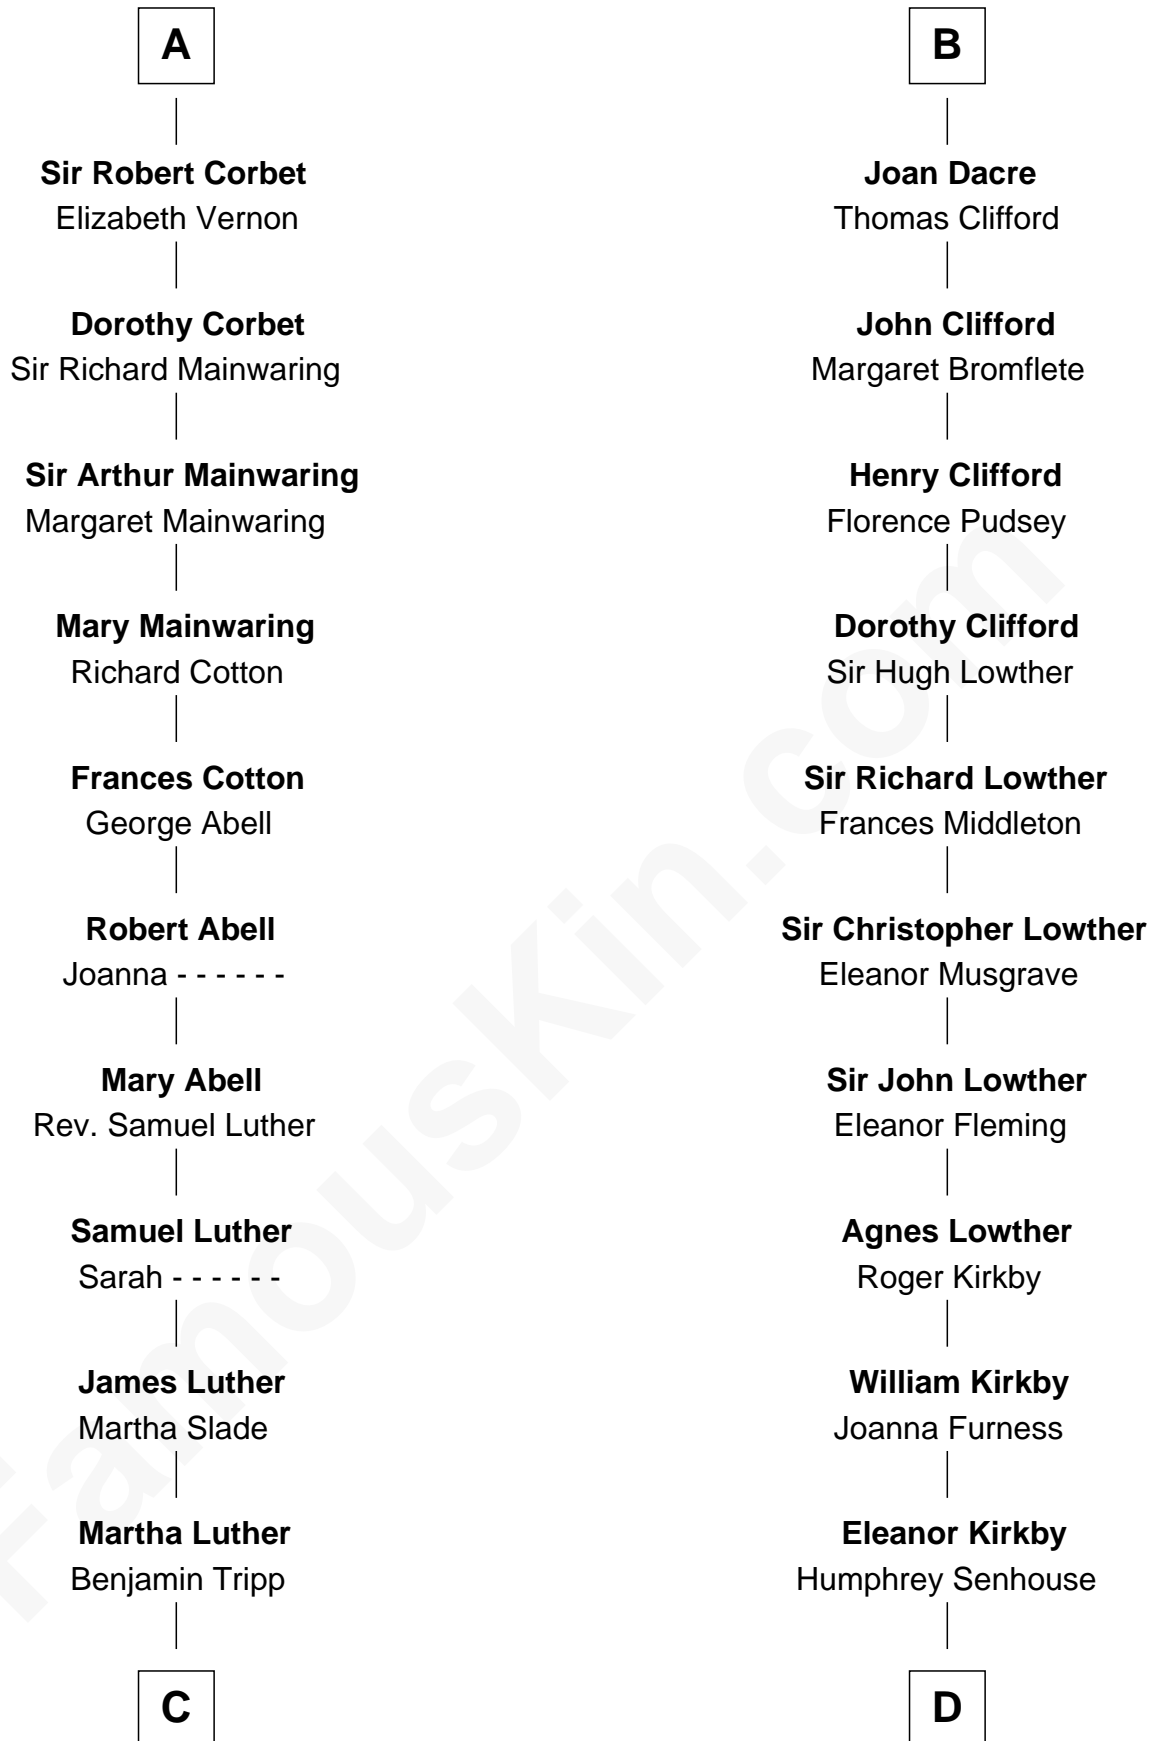 A
Sir Robert Corbet
Elizabeth Vernon
Dorothy Corbet
Sir Richard Mainwaring
Sir Arthur Mainwaring
Margaret Mainwaring
Mary Mainwaring
Richard Cotton
Frances Cotton
George Abell
Robert Abell
Joanna - - - - - -
Mary Abell
Rev. Samuel Luther
Samuel Luther
Sarah - - - - - -
James Luther
Martha Slade
Martha Luther
Benjamin Tripp
C
B
Joan Dacre
Thomas Clifford
John Clifford
Margaret Bromflete
Henry Clifford
Florence Pudsey
Dorothy Clifford
Sir Hugh Lowther
Sir Richard Lowther
Frances Middleton
Sir Christopher Lowther
Eleanor Musgrave
Sir John Lowther
Eleanor Fleming
Agnes Lowther
Roger Kirkby
William Kirkby
Joanna Furness
Eleanor Kirkby
Humphrey Senhouse
D
FamousKin.com